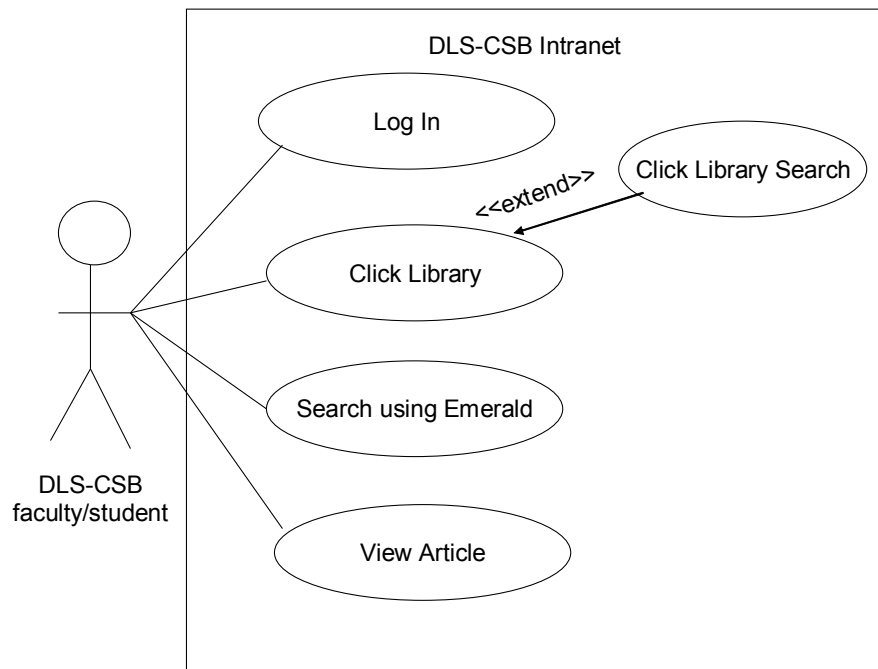 DLS-CSB Intranet
Log In
Click Library Search
<<extend>>
Click Library
Search using Emerald
View Article
DLS-CSB
faculty/student